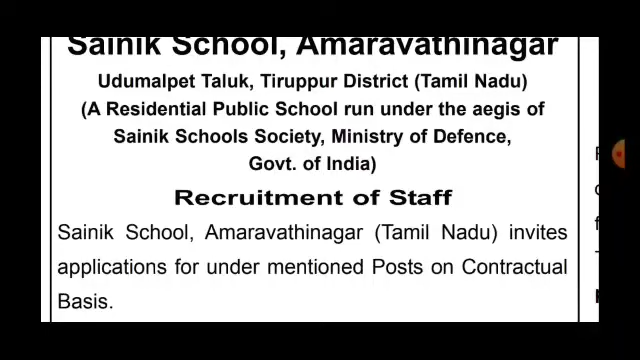 Sainik School, Amaravathinagar
Udumalpet Taluk, Tiruppur District (Tamil Nadu)
(A Residential Public School run under the aegis of
Sainik Schools Society, Ministry of Defence,
Govt. of India)
Recruitment of Staff
Sainik School, Amaravathinagar (Tamil Nadu) invites
applications for under mentioned Posts on Contractual
Basis.